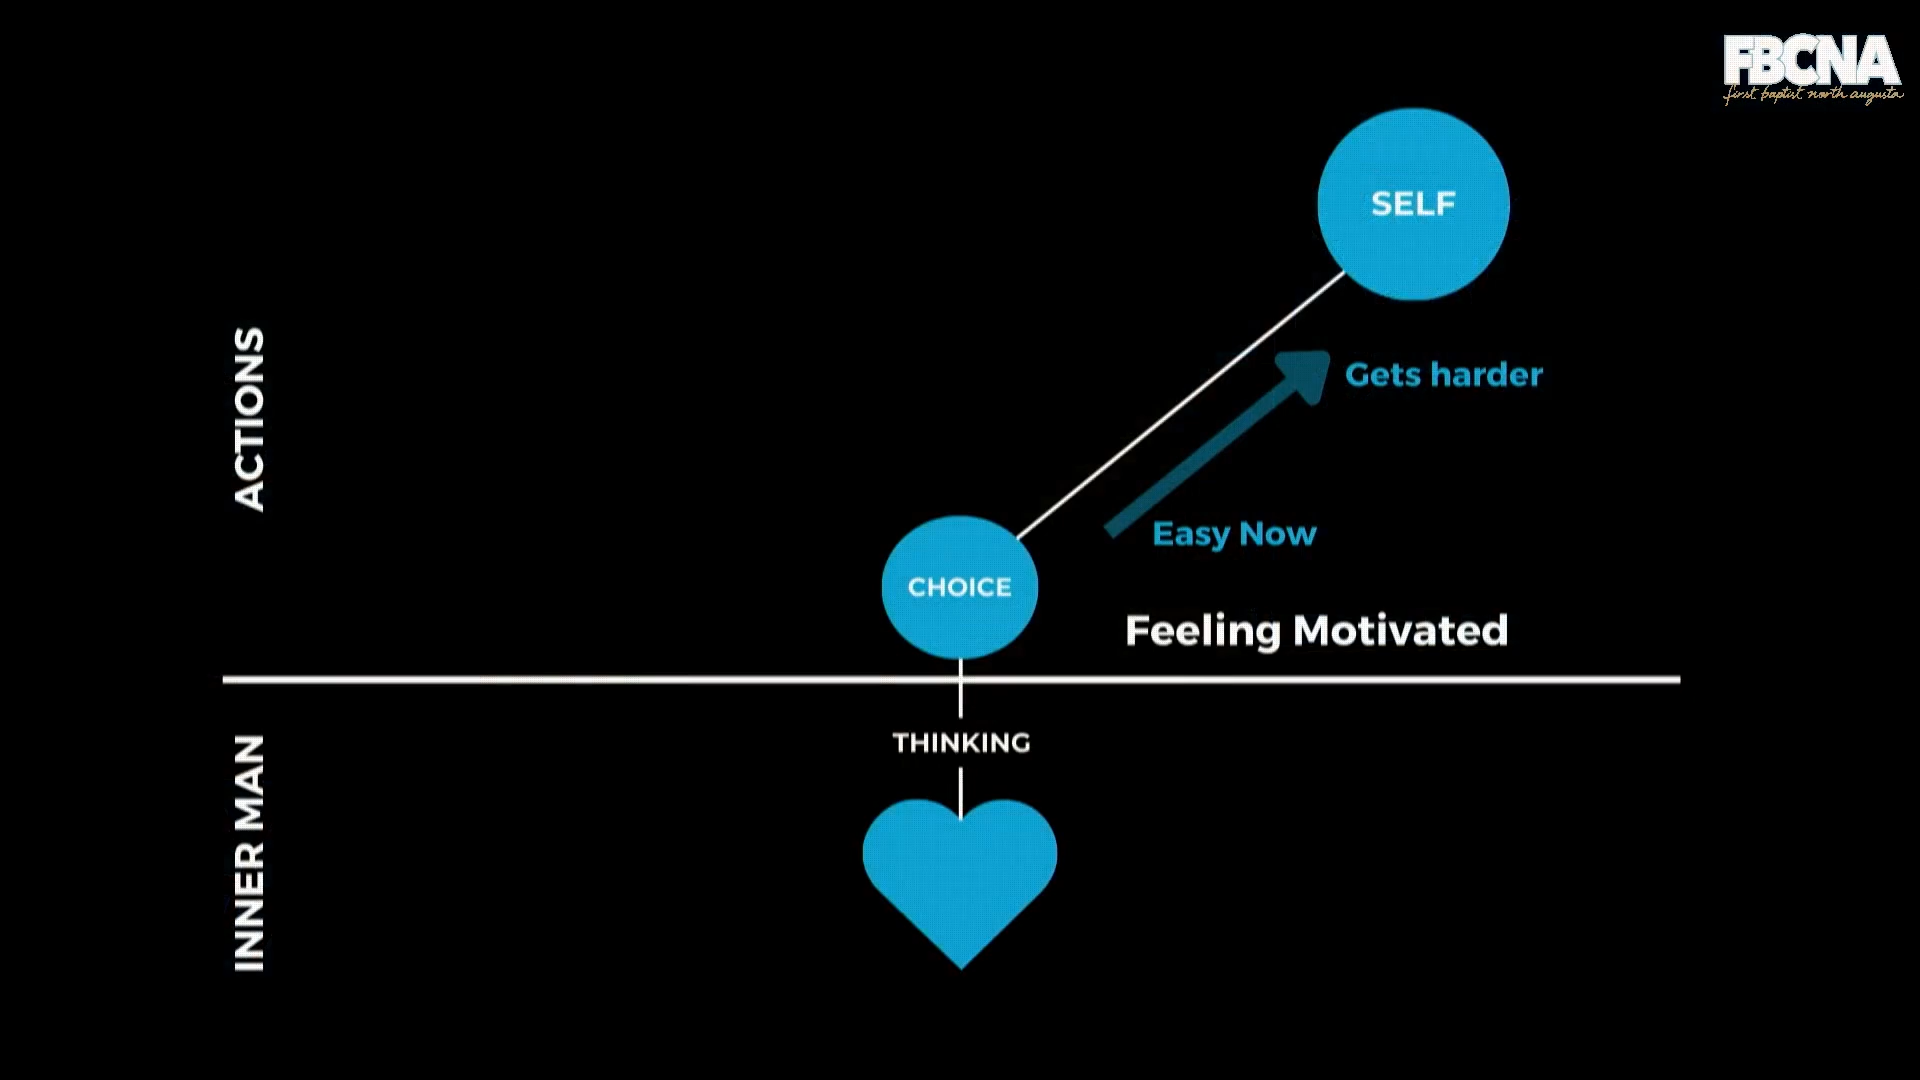 FBCNA
first baptist north augusta
SELF
Gets harder
ACTIONS
Easy Now
CHOICE
Feeling Motivated
THINKING
INNER MAN